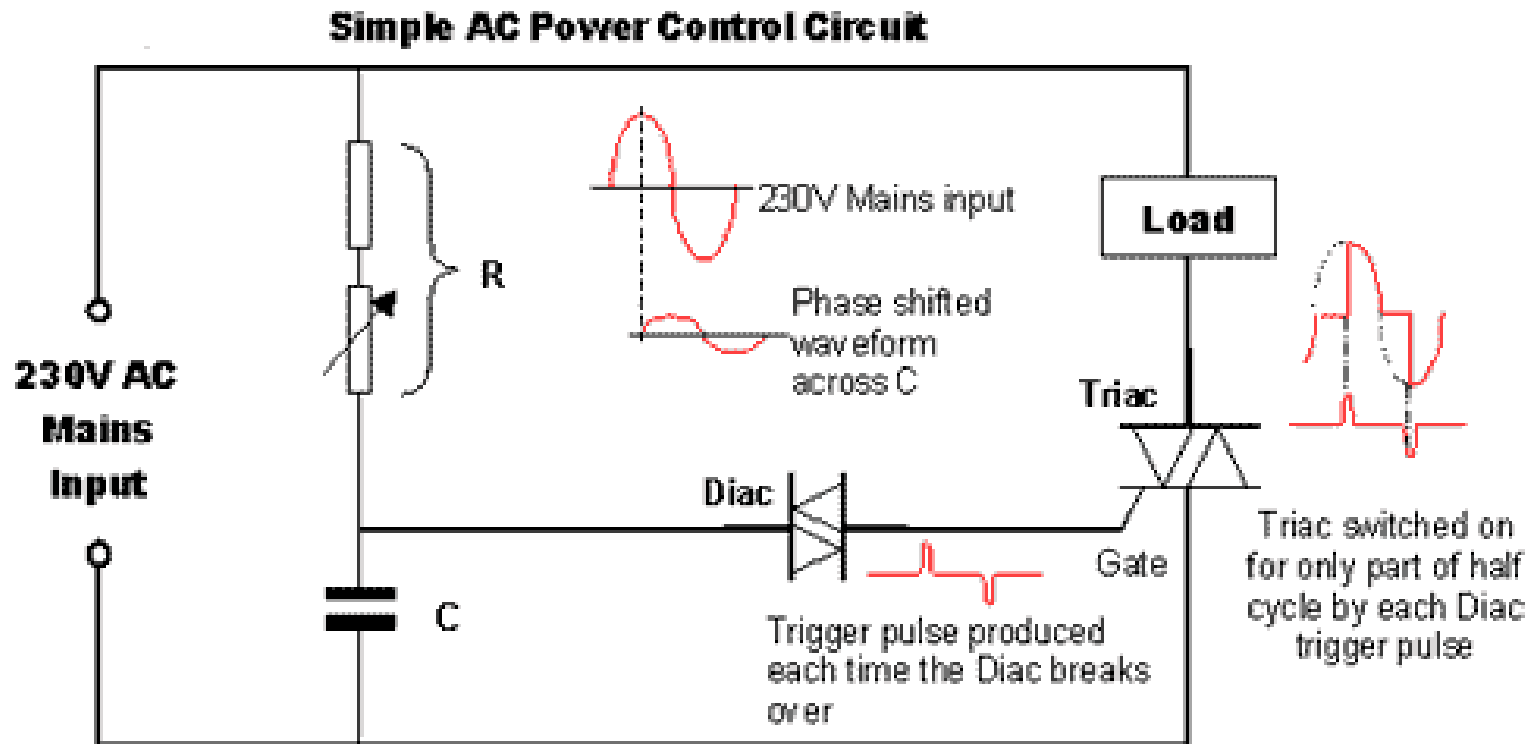 Simple AC Power Control Circuit
230V Mains input
Load
R
Phase shifted
waveform
across C
230V AC
Mains
Input
Triac
Diac
Gate
C
Trigger pulse produced
each time the Diac breaks
over
Triac switched on
for only part of half
cycle by each Diac
trigger pulse